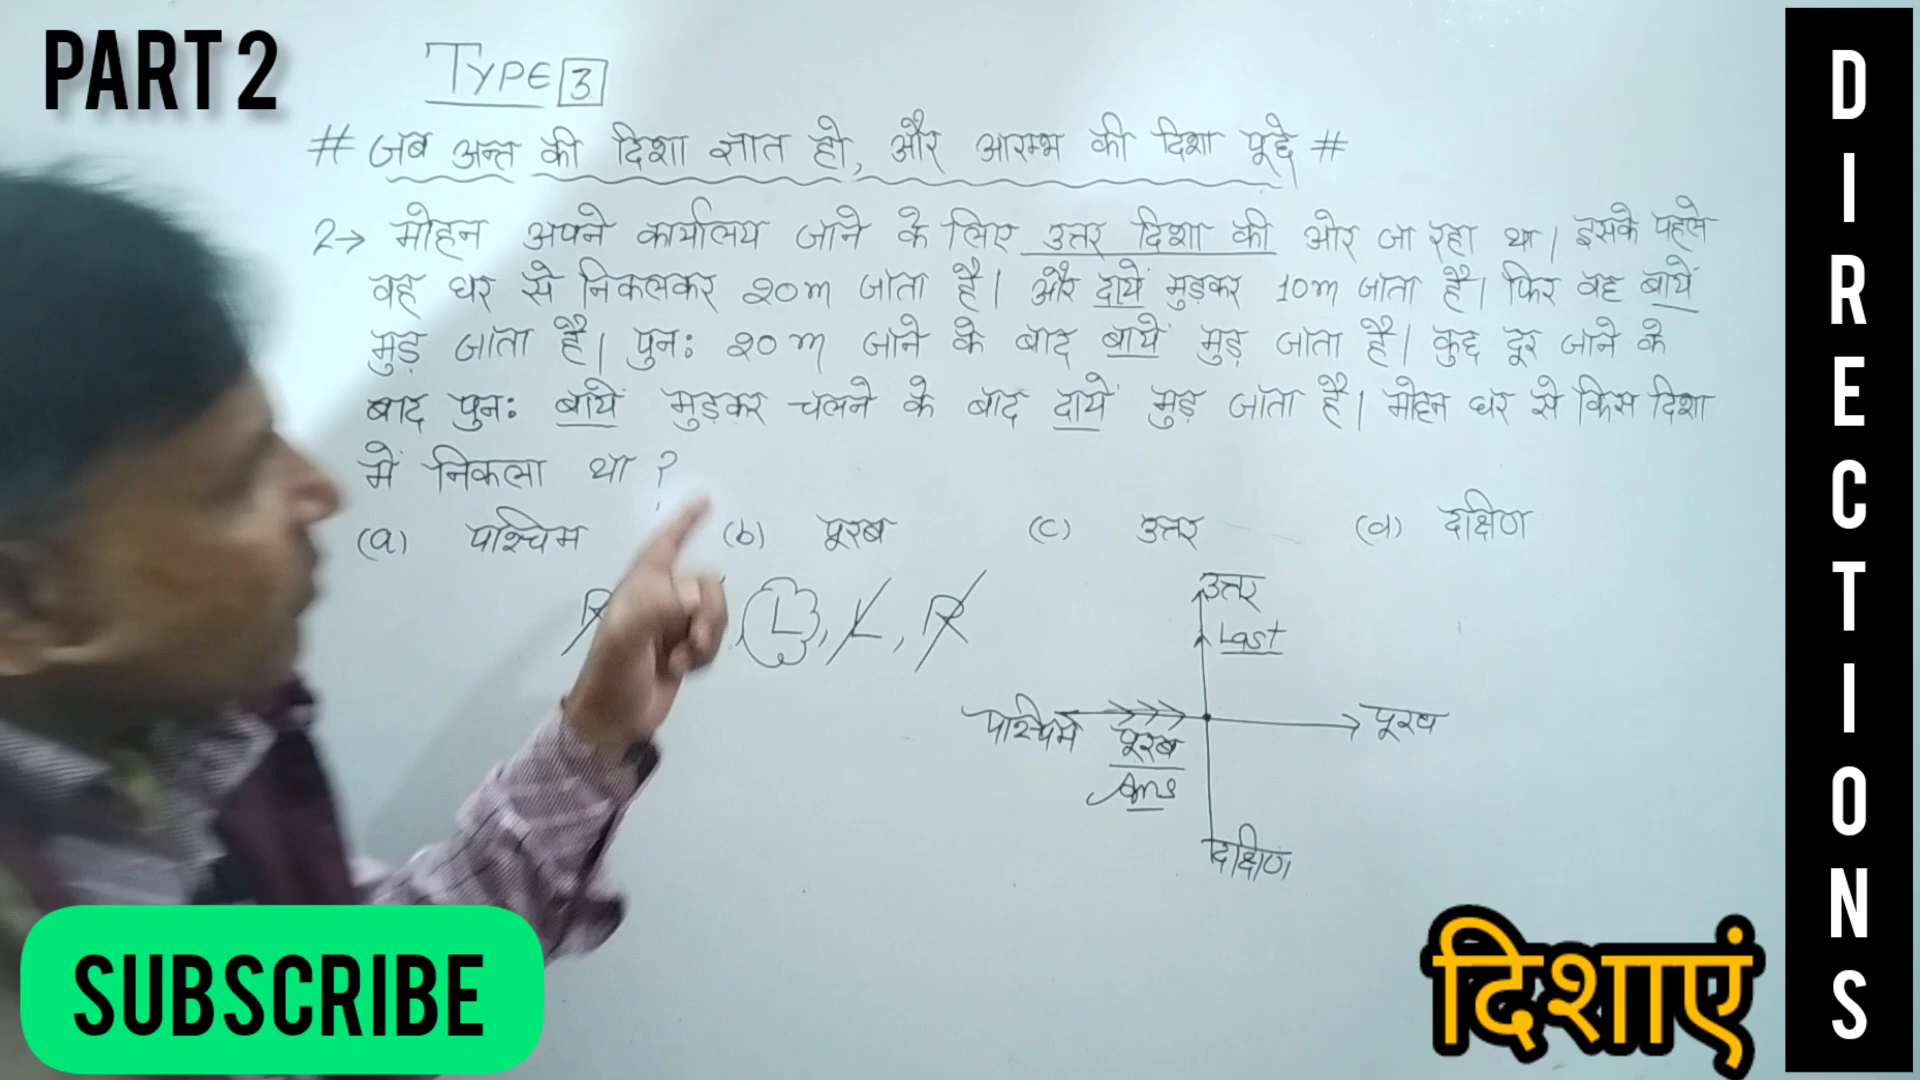 PART 2
TYPE 3
# जब अन्त की दिशा ज्ञात हो, और आरम्भ की दिशा पूछे #
2→ मोहन अपने कार्यालय जाने के लिए उत्तर दिशा की ओर जा रहा था। इसके पहले
वह घर से निकलकर 20m जाता है। और दायें मुड़कर 10m जाता है। फिर वह बायें
मुड़ जाता है। पुनः 20m जाने के बाद बायें मुड़ जाता है। कुछ दूर जाने के
बाद पुनः बायें मुड़कर चलने के बाद दायें मुड़ जाता है। मोहन घर से किस दिशा
में निकला था?
(a) पश्चिम (b) पूरब (c) उत्तर (d) दक्षिण
R L, L, R
उत्तर
Last
पश्चिम पूरब
पूरब
Ans
दक्षिण
SUBSCRIBE
दिशाएं
DIRECTIONS